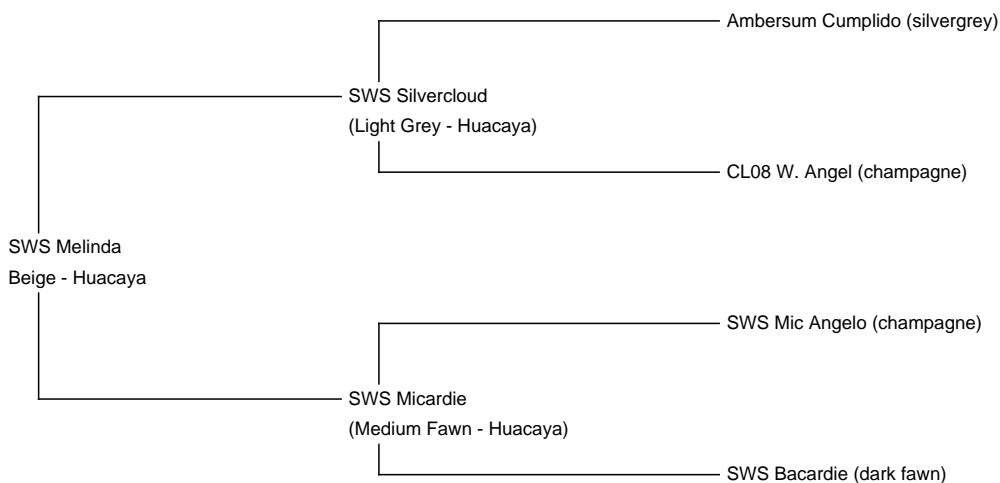 Ambersum Cumplido (silvergrey)
SWS Silvercloud
(Light Grey - Huacaya)
CL08 W. Angel (champagne)
SWS Melinda
Beige - Huacaya
SWS Mic Angelo (champagne)
SWS Micardie
(Medium Fawn - Huacaya)
SWS Bacardie (dark fawn)